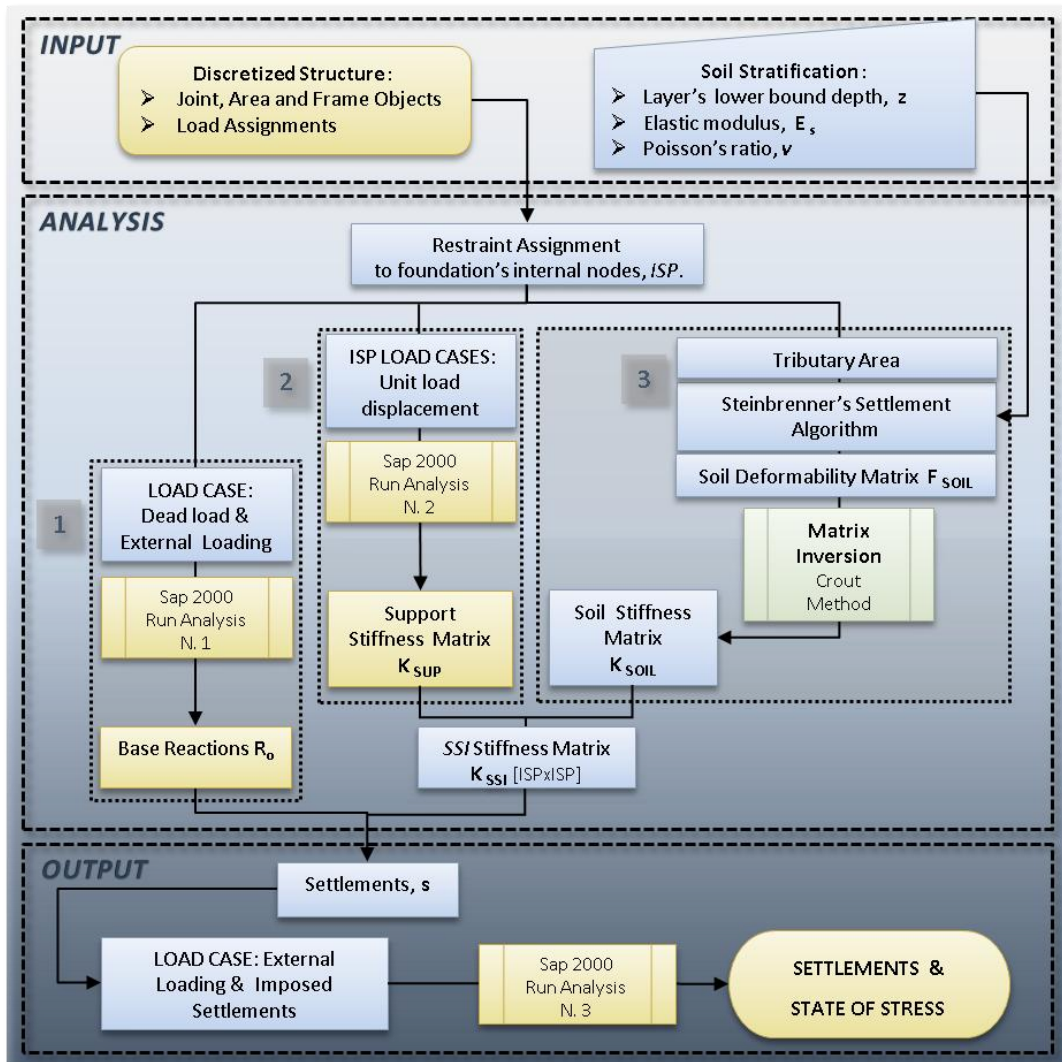 INPUT
Discretized Structure:
➢ Joint, Area and Frame Objects
➢ Load Assignments
Soil Stratification:
➢ Layer's lower bound depth, z
➢ Elastic modulus, E s
➢ Poisson's ratio, ν
ANALYSIS
Restraint Assignment
to foundation's internal nodes, ISP.
1
LOAD CASE:
Dead load &
External Loading
Sap 2000
Run Analysis
N. 1
Base Reactions R o
2
ISP LOAD CASES:
Unit load
displacement
Sap 2000
Run Analysis
N. 2
Support
Stiffness Matrix
K SUP
3
Tributary Area
Steinbrenner's Settlement
Algorithm
Soil Deformability Matrix F SOIL
Matrix
Inversion
Crout
Method
Soil Stiffness
Matrix
K SOIL
SSI Stiffness Matrix
K SSI [ISPxISP]
OUTPUT
Settlements, s
LOAD CASE: External
Loading & Imposed
Settlements
Sap 2000
Run Analysis
N. 3
SETTLEMENTS &
STATE OF STRESS